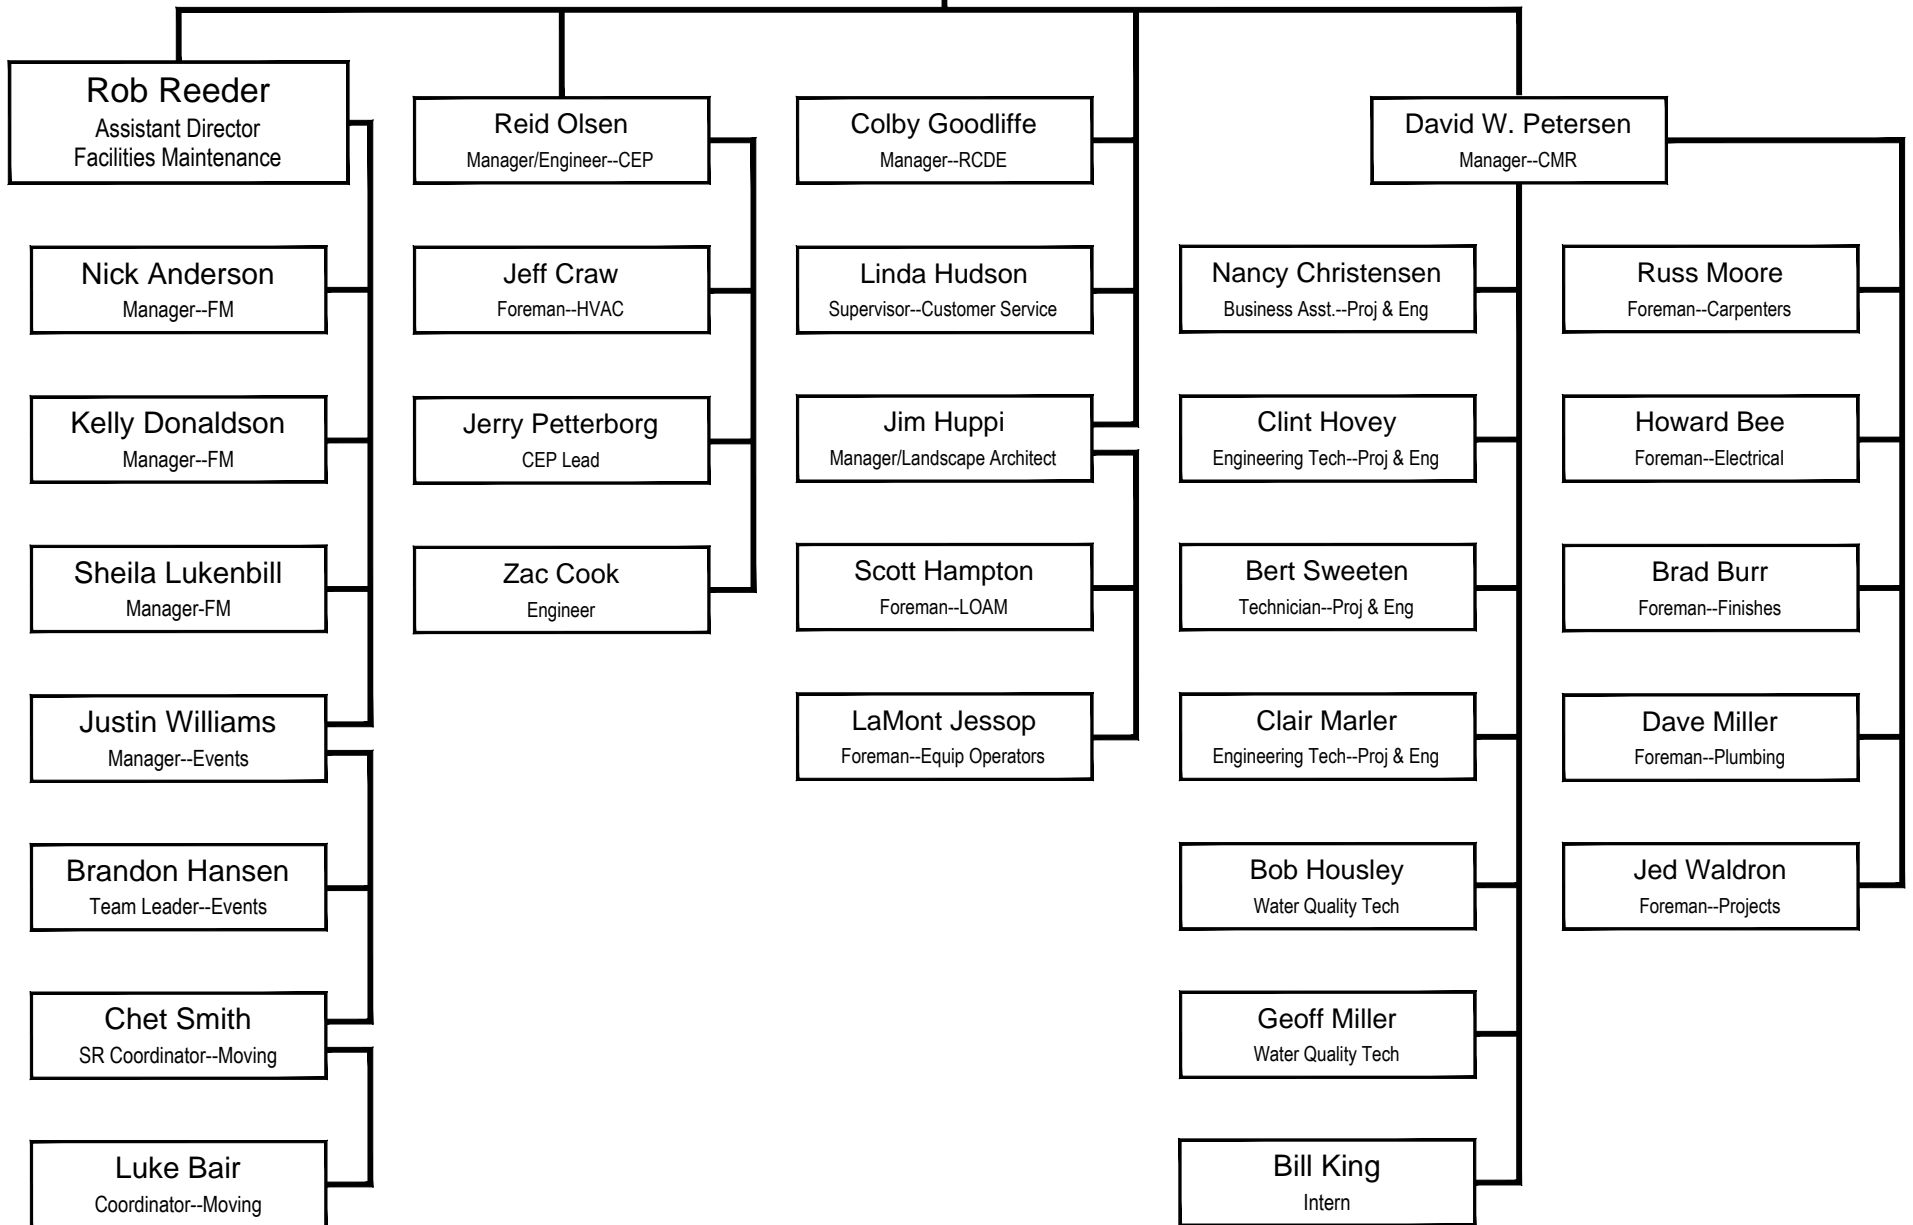 Rob Reeder
Assistant Director
Facilities Maintenance
Nick Anderson
Manager--FM
Kelly Donaldson
Manager--FM
Sheila Lukenbill
Manager-FM
Justin Williams
Manager--Events
Brandon Hansen
Team Leader--Events
Chet Smith
SR Coordinator--Moving
Luke Bair
Coordinator--Moving
Reid Olsen
Manager/Engineer--CEP
Jeff Craw
Foreman--HVAC
Jerry Petterborg
CEP Lead
Zac Cook
Engineer
Colby Goodliffe
Manager--RCDE
Linda Hudson
Supervisor--Customer Service
Jim Huppi
Manager/Landscape Architect
Scott Hampton
Foreman--LOAM
LaMont Jessop
Foreman--Equip Operators
David W. Petersen
Manager--CMR
Nancy Christensen
Business Asst.--Proj & Eng
Clint Hovey
Engineering Tech--Proj & Eng
Bert Sweeten
Technician--Proj & Eng
Clair Marler
Engineering Tech--Proj & Eng
Bob Housley
Water Quality Tech
Geoff Miller
Water Quality Tech
Bill King
Intern
Russ Moore
Foreman--Carpenters
Howard Bee
Foreman--Electrical
Brad Burr
Foreman--Finishes
Dave Miller
Foreman--Plumbing
Jed Waldron
Foreman--Projects